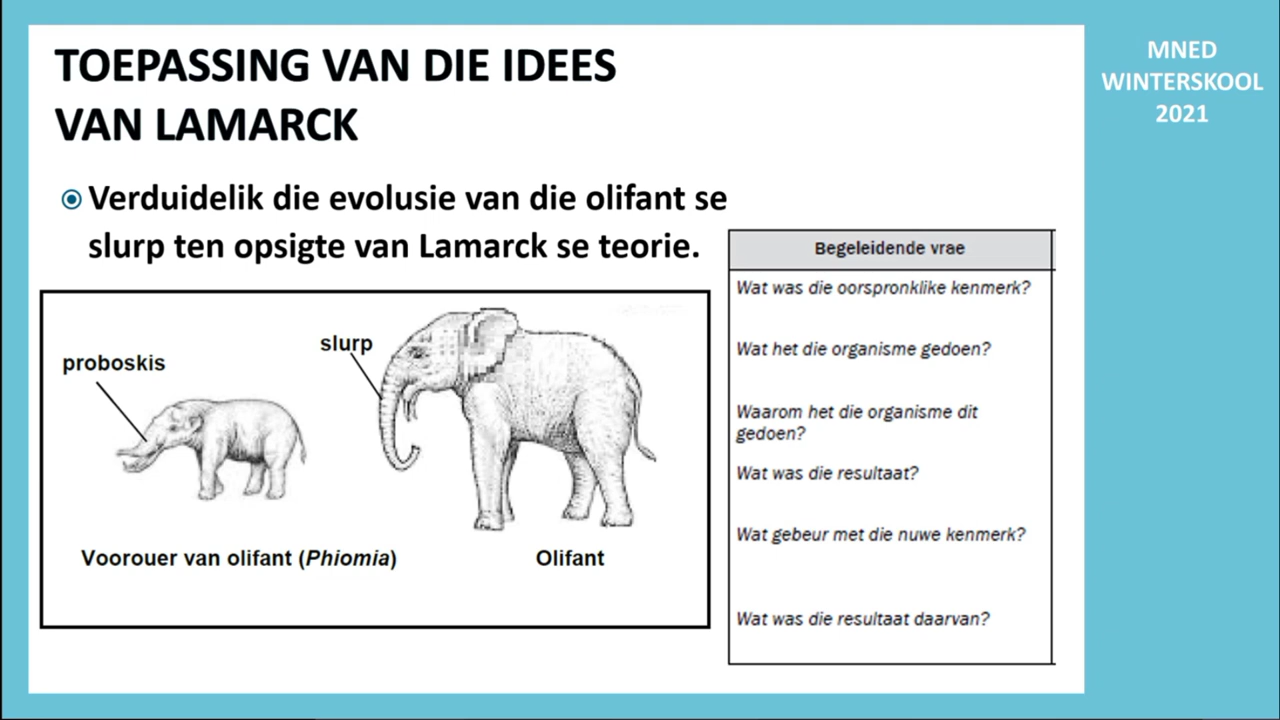 TOEPASSING VAN DIE IDEES
VAN LAMARCK
MNED
WINTERSKOOL
2021
Verduidelik die evolusie van die olifant se
slurp ten opsigte van Lamarck se teorie.
proboskis
slurp
Voorouer van olifant (Phiomia)
Olifant
Begeleidende vrae
Wat was die oorspronklike kenmerk?
Wat het die organisme gedoen?
Waarom het die organisme dit
gedoen?
Wat was die resultaat?
Wat gebeur met die nuwe kenmerk?
Wat was die resultaat daarvan?